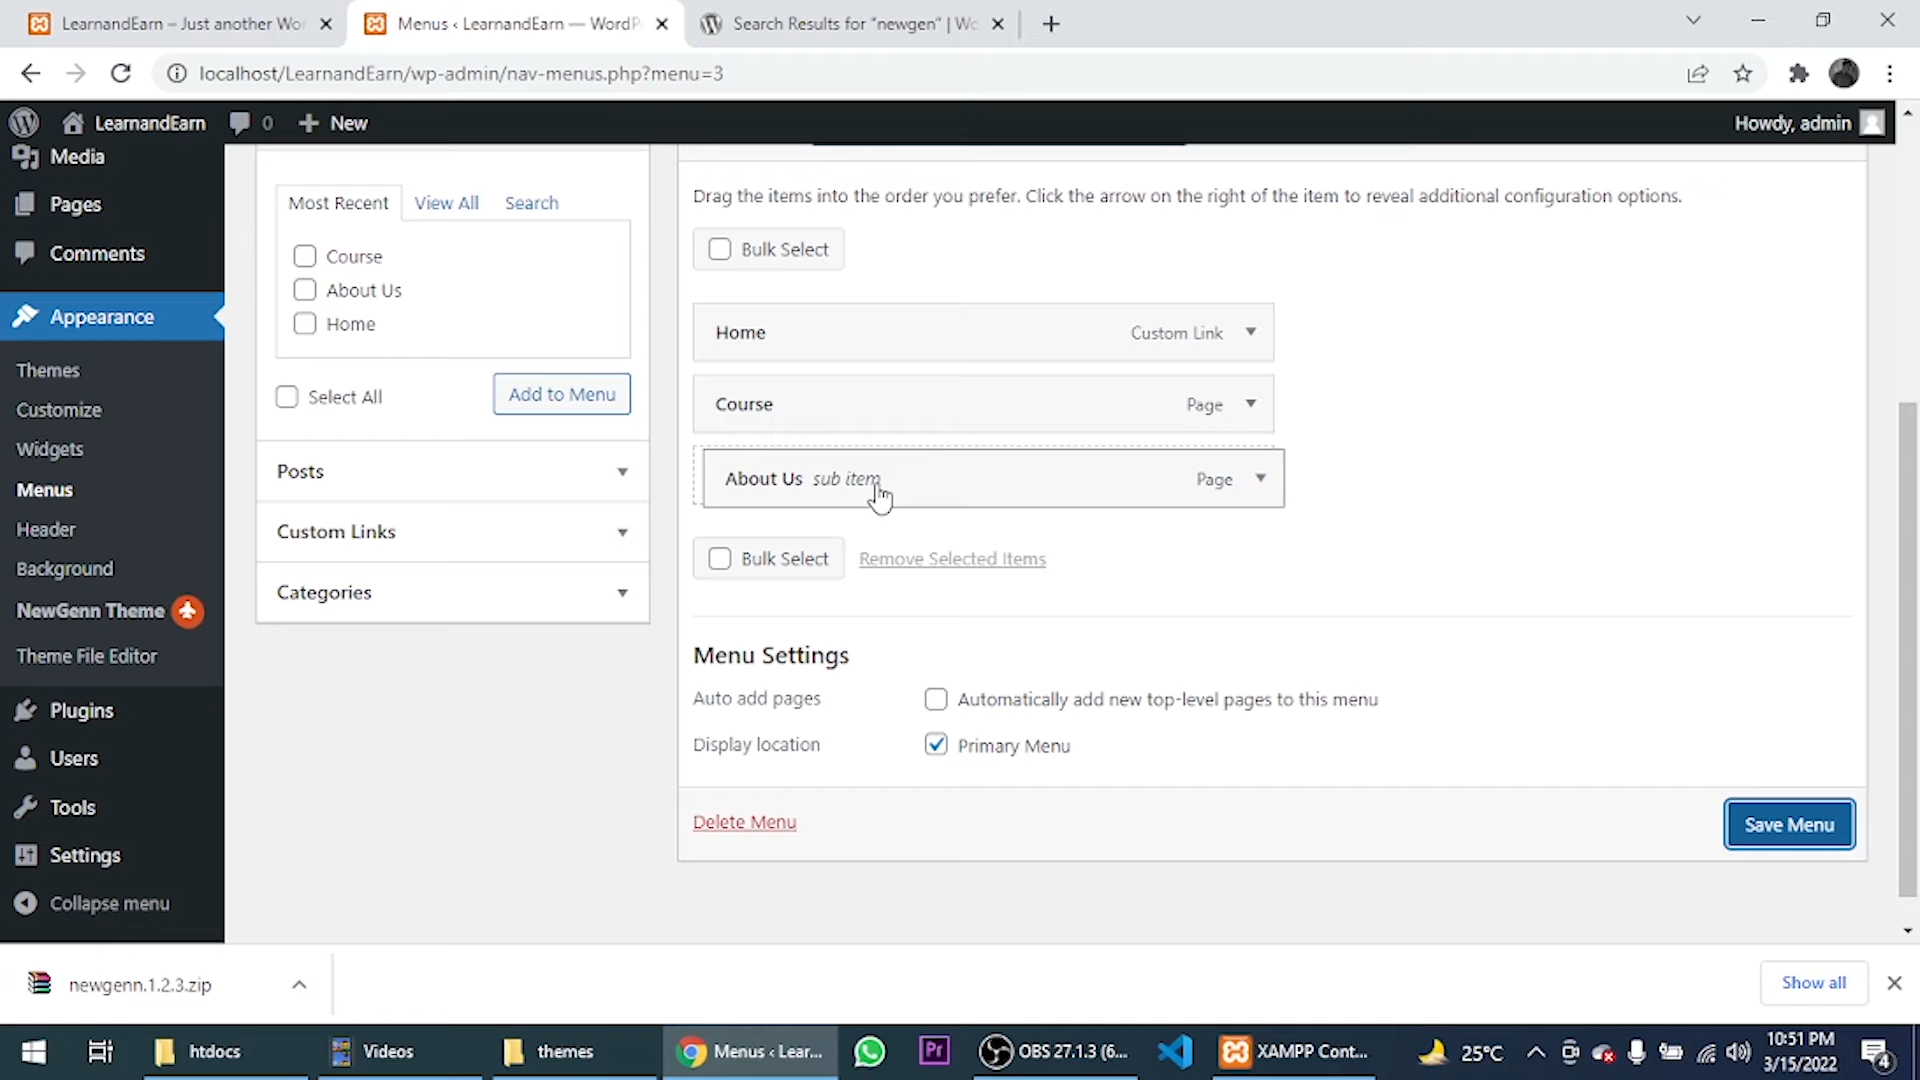 LearnandEarn – Just another Wor
Menus ‹ LearnandEarn — WordP
Search Results for "newgen" | Wo
localhost/LearnandEarn/wp-admin/nav-menus.php?menu=3
LearnandEarn
0
New
Howdy, admin
Media
Pages
Comments
Appearance
Themes
Customize
Widgets
Menus
Header
Background
NewGenn Theme
Theme File Editor
Plugins
Users
Tools
Settings
Collapse menu
Most Recent
View All
Search
Course
About Us
Home
Select All
Add to Menu
Posts
Custom Links
Categories
Drag the items into the order you prefer. Click the arrow on the right of the item to reveal additional configuration options.
Bulk Select
Home
Custom Link
Course
Page
About Us sub item
Page
Bulk Select
Remove Selected Items
Menu Settings
Auto add pages
Automatically add new top-level pages to this menu
Display location
Primary Menu
Delete Menu
Save Menu
newgenn.1.2.3.zip
Show all
htdocs
Videos
themes
Menus ‹ Lear...
Pr
OBS 27.1.3 (6...
XAMPP Cont...
25°C
10:51 PM
3/15/2022
4